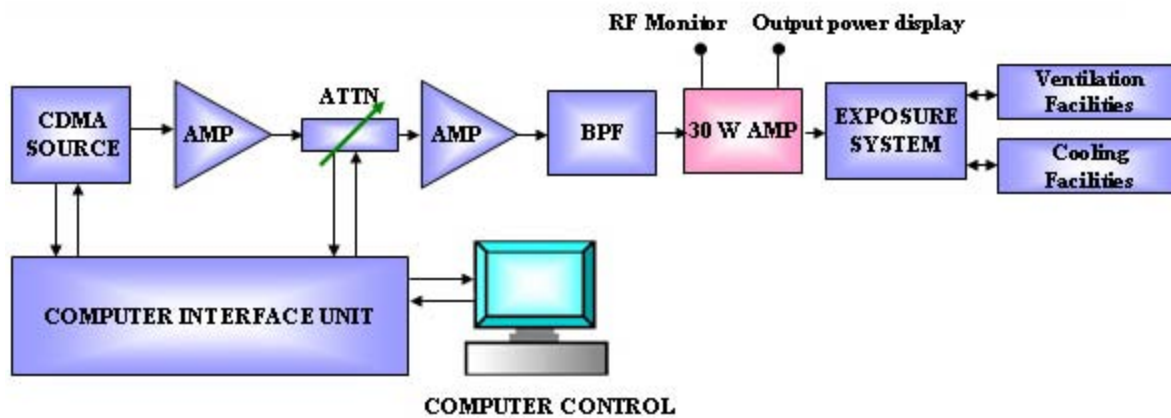 RF Monitor
Output power display
CDMA
SOURCE
AMP
ATTN
AMP
BPF
30 W AMP
EXPOSURE
SYSTEM
Ventilation
Facilities
Cooling
Facilities
COMPUTER INTERFACE UNIT
COMPUTER CONTROL